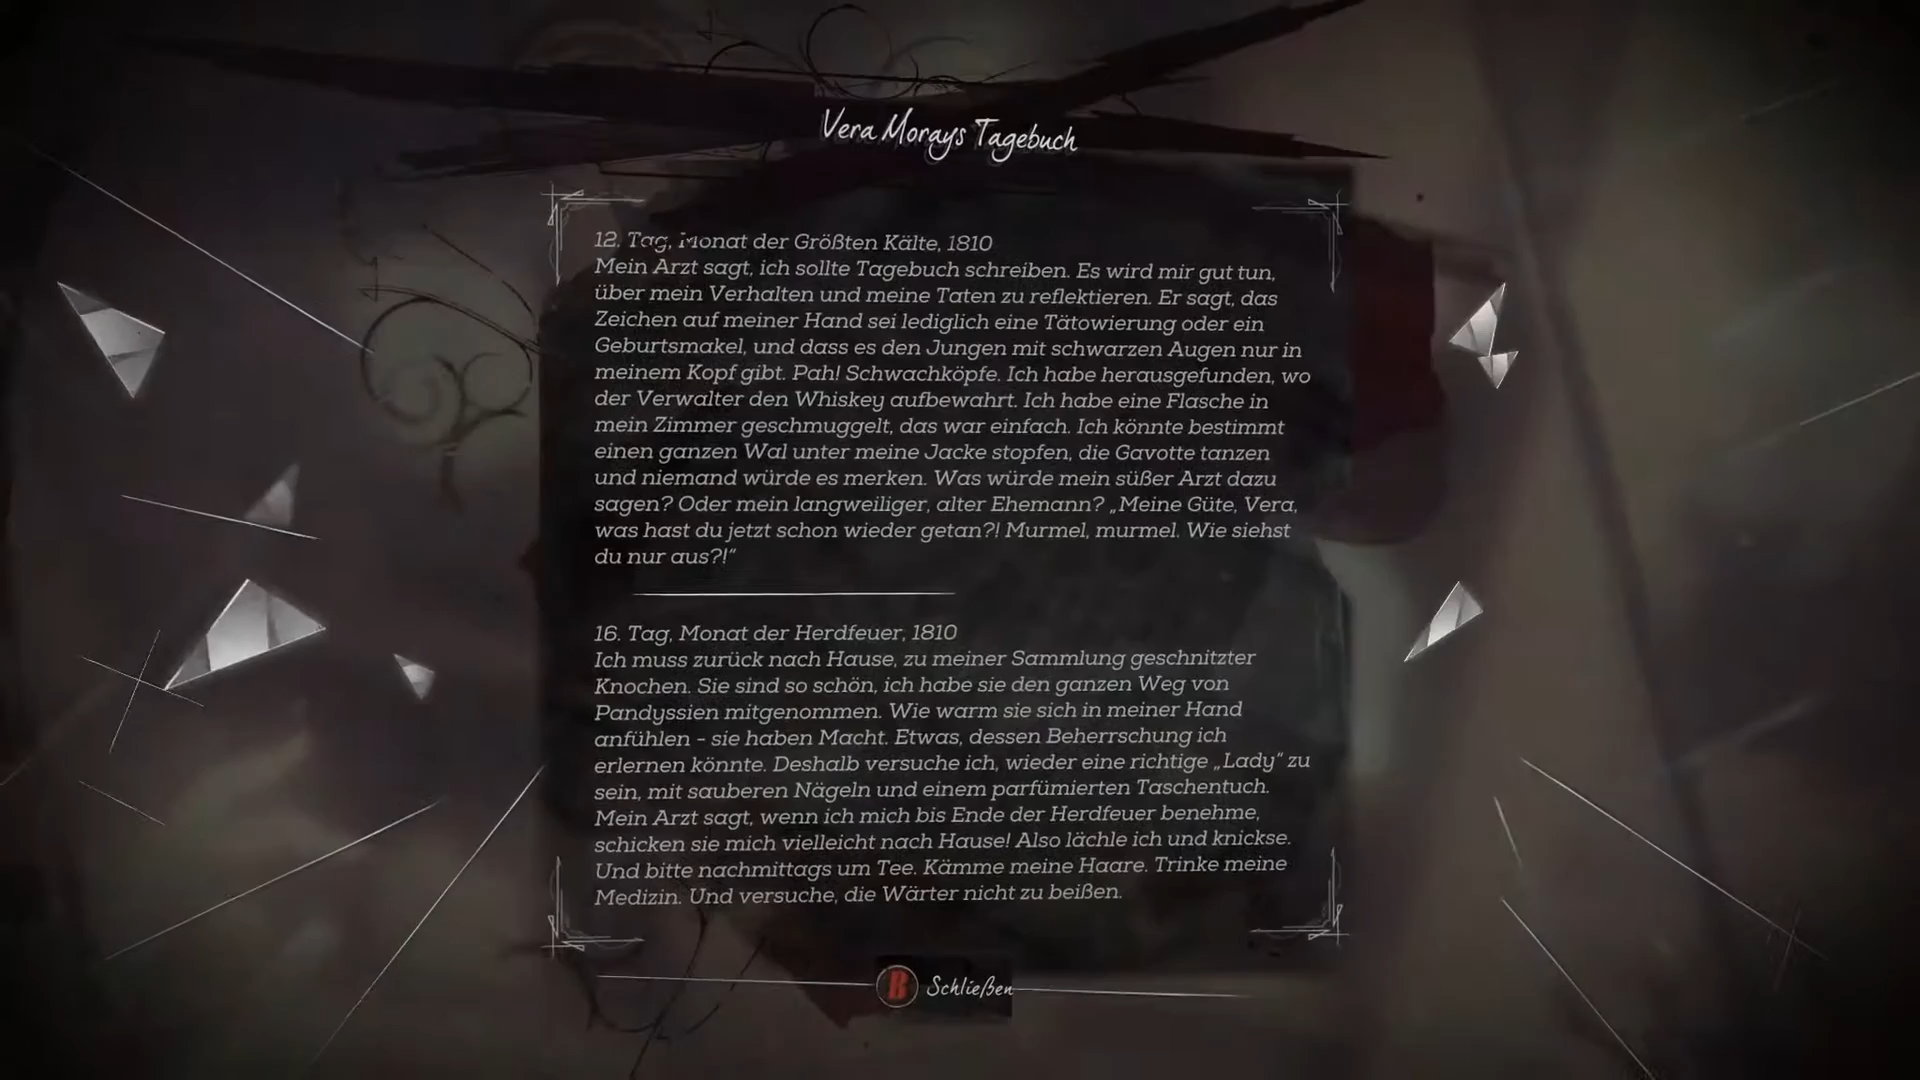 Vera Morays Tagebuch
12. Tag, Monat der Größten Kälte, 1810
Mein Arzt sagt, ich sollte Tagebuch schreiben. Es wird mir gut tun,
über mein Verhalten und meine Taten zu reflektieren. Er sagt, das
Zeichen auf meiner Hand sei lediglich eine Tätowierung oder ein
Geburtsmakel, und dass es den Jungen mit schwarzen Augen nur in
meinem Kopf gibt. Pah! Schwachköpfe. Ich habe herausgefunden, wo
der Verwalter den Whiskey aufbewahrt. Ich habe eine Flasche in
mein Zimmer geschmuggelt, das war einfach. Ich könnte bestimmt
einen ganzen Wal unter meine Jacke stopfen, die Gavotte tanzen
und niemand würde es merken. Was würde mein süßer Arzt dazu
sagen? Oder mein langweiliger, alter Ehemann? „Meine Güte, Vera,
was hast du jetzt schon wieder getan?! Murmel, murmel. Wie siehst
du nur aus?!“
16. Tag, Monat der Herdfeuer, 1810
Ich muss zurück nach Hause, zu meiner Sammlung geschnitzter
Knochen. Sie sind so schön, ich habe sie den ganzen Weg von
Pandyssien mitgenommen. Wie warm sie sich in meiner Hand
anfühlen - sie haben Macht. Etwas, dessen Beherrschung ich
erlernen könnte. Deshalb versuche ich, wieder eine richtige „Lady“ zu
sein, mit sauberen Nägeln und einem parfümierten Taschentuch.
Mein Arzt sagt, wenn ich mich bis Ende der Herdfeuer benehme,
schicken sie mich vielleicht nach Hause! Also lächle ich und knickse.
Und bitte nachmittags um Tee. Kämme meine Haare. Trinke meine
Medizin. Und versuche, die Wärter nicht zu beißen.
B Schließen